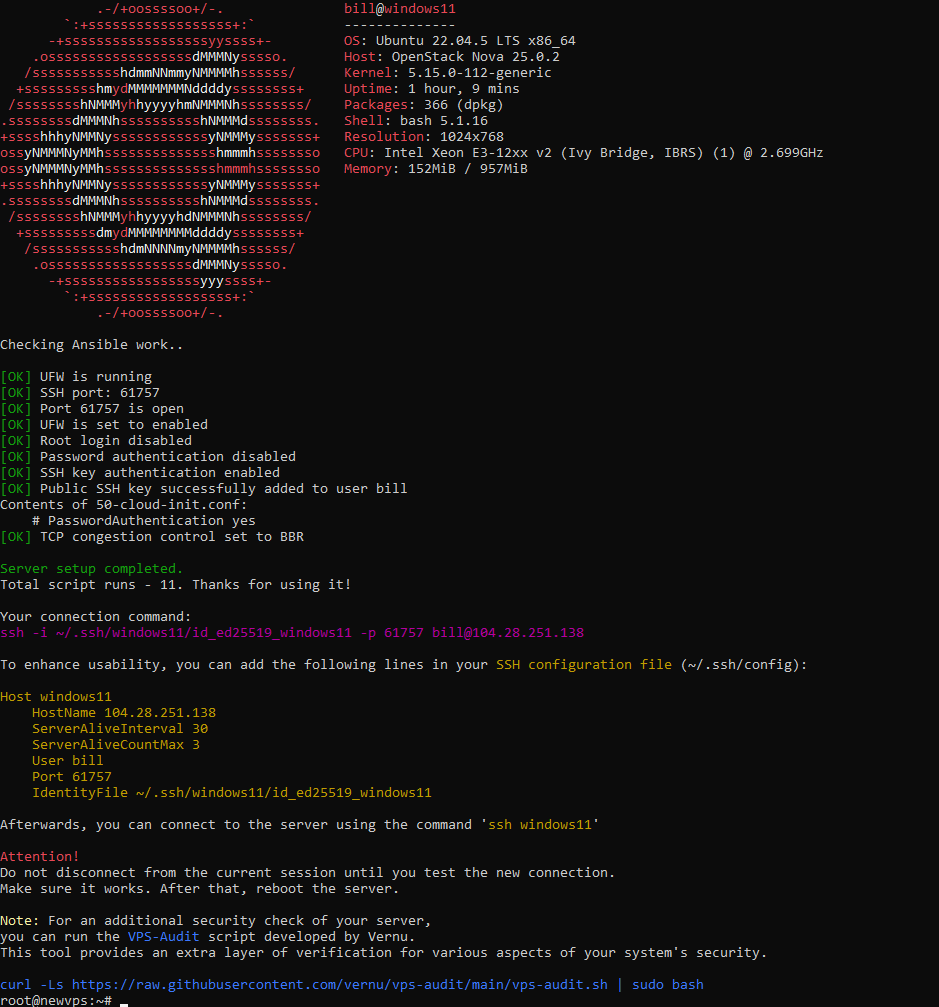 .-/+oossssoo+/-.
`:+ssssssssssssssssss+:`
-+ssssssssssssssssssyyssss+-
.ossssssssssssssssssdMMMNysssso.
/ssssssssssshdmmNNmmyNMMMMhssssss/
+ssssssssshmydMMMMMMMNddddyssssssss+
/sssssssshNMMMyhhyyyyhmNMMMNhssssssss/
.ssssssssdMMMNhsssssssssshNMMMdssssssss.
+sssshhhyNMMNyssssssssssssyNMMMysssssss+
ossyNMMMNyMMhsssssssssssssshmmmhssssssso
ossyNMMMNyMMhsssssssssssssshmmmhssssssso
+sssshhhyNMMNyssssssssssssyNMMMysssssss+
.ssssssssdMMMNhsssssssssshNMMMdssssssss.
/sssssssshNMMMyhhyyyyhdNMMMNhssssssss/
+sssssssssdmydMMMMMMMMddddyssssssss+
/ssssssssssshdmNNNNmyNMMMMhssssss/
.ossssssssssssssssssdMMMNysssso.
-+sssssssssssssssssyyyssss+-
`:+ssssssssssssssssss+:`
.-/+oossssoo+/-.
bill@windows11
--------------
OS: Ubuntu 22.04.5 LTS x86_64
Host: OpenStack Nova 25.0.2
Kernel: 5.15.0-112-generic
Uptime: 1 hour, 9 mins
Packages: 366 (dpkg)
Shell: bash 5.1.16
Resolution: 1024x768
CPU: Intel Xeon E3-12xx v2 (Ivy Bridge, IBRS) (1) @ 2.699GHz
Memory: 152MiB / 957MiB
Checking Ansible work..
[OK] UFW is running
[OK] SSH port: 61757
[OK] Port 61757 is open
[OK] UFW is set to enabled
[OK] Root login disabled
[OK] Password authentication disabled
[OK] SSH key authentication enabled
[OK] Public SSH key successfully added to user bill
Contents of 50-cloud-init.conf:
# PasswordAuthentication yes
[OK] TCP congestion control set to BBR
Server setup completed.
Total script runs - 11. Thanks for using it!
Your connection command:
ssh -i ~/.ssh/windows11/id_ed25519_windows11 -p 61757 bill@104.28.251.138
To enhance usability, you can add the following lines in your SSH configuration file (~/.ssh/config):
Host windows11
HostName 104.28.251.138
ServerAliveInterval 30
ServerAliveCountMax 3
User bill
Port 61757
IdentityFile ~/.ssh/windows11/id_ed25519_windows11
Afterwards, you can connect to the server using the command 'ssh windows11'
Attention!
Do not disconnect from the current session until you test the new connection.
Make sure it works. After that, reboot the server.
Note: For an additional security check of your server,
you can run the VPS-Audit script developed by Vernu.
This tool provides an extra layer of verification for various aspects of your system's security.
curl -Ls https://raw.githubusercontent.com/vernu/vps-audit/main/vps-audit.sh | sudo bash
root@newvps:~#